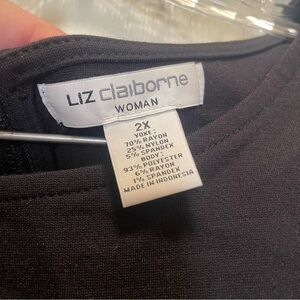 LIZ claiborne
WOMAN
2X
YOKE:
70% RAYON
25% NYLON
5% SPANDEX
BODY:
93% POLYESTER
6% RAYON
1% SPANDEX
MADE IN INDONESIA